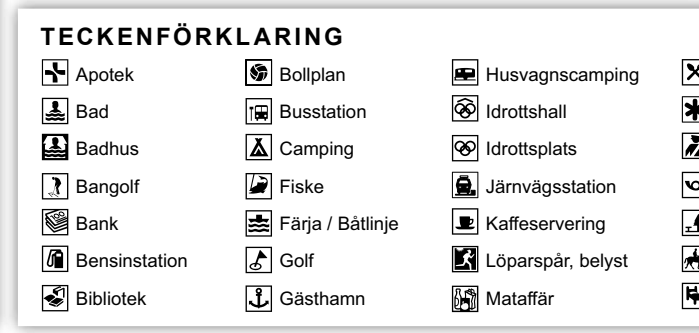 TECKENFÖRKLARING
Apotek
Bad
Badhus
Bangolf
Bank
Bensinstation
Bibliotek
Bollplan
Busstation
Camping
Fiske
Färja / Båtlinje
Golf
Gästhamn
Husvagnscamping
Idrottshall
Idrottsplats
Järnvägsstation
Kaffeservering
Löparspår, belyst
Mataffär